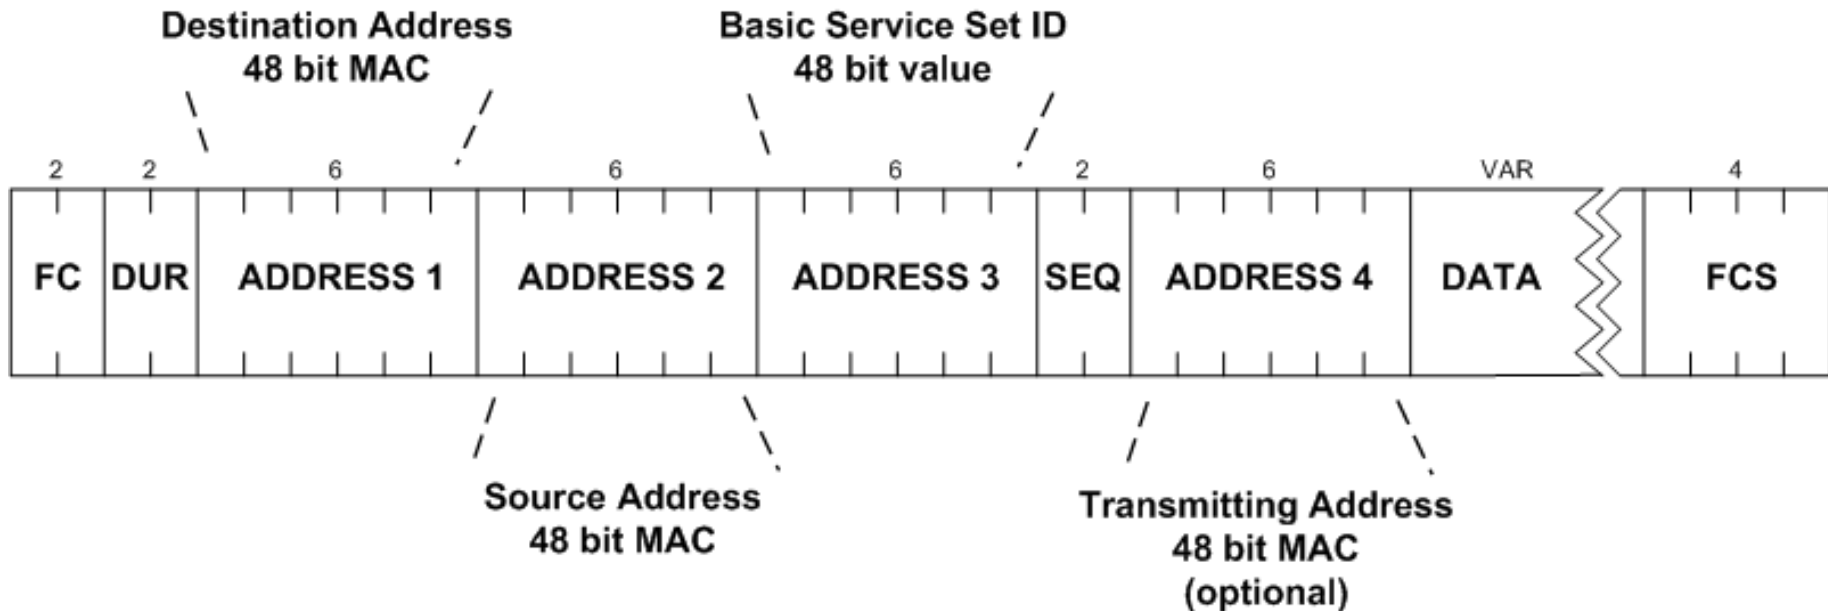 Destination Address
48 bit MAC
Basic Service Set ID
48 bit value
2 2 6 6 6 2 6 VAR 4
FC DUR ADDRESS 1 ADDRESS 2 ADDRESS 3 SEQ ADDRESS 4 DATA FCS
Source Address
48 bit MAC
Transmitting Address
48 bit MAC
(optional)